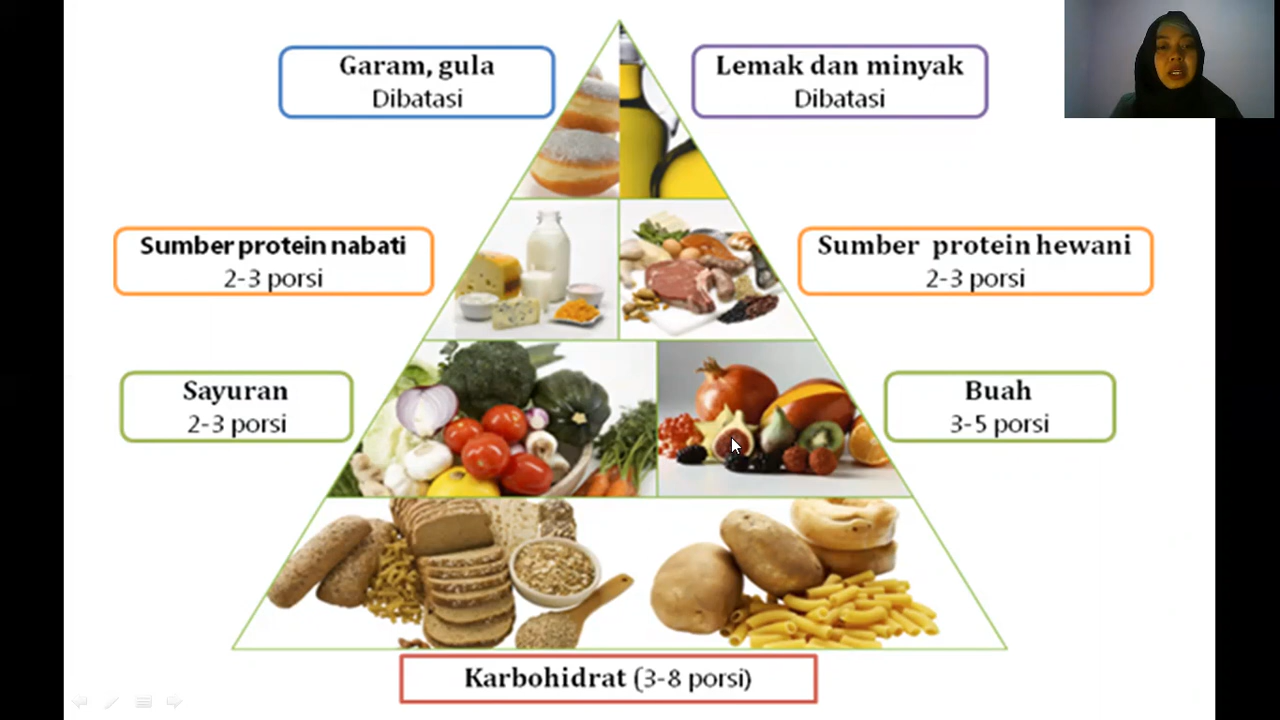 Garam, gula
Dibatasi
Lemak dan minyak
Dibatasi
Sumber protein nabati
2-3 porsi
Sumber protein hewani
2-3 porsi
Sayuran
2-3 porsi
Buah
3-5 porsi
Karbohidrat (3-8 porsi)